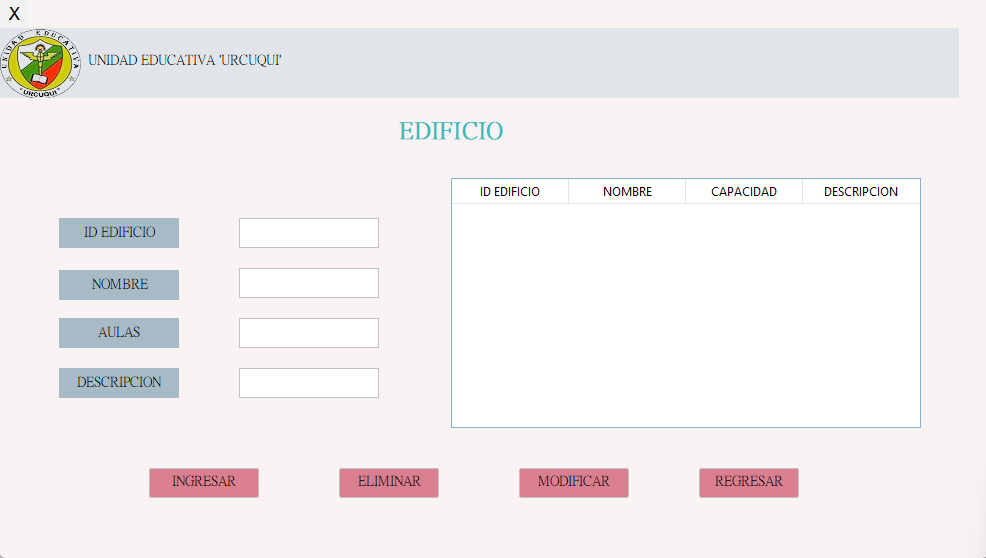 X
UNIDAD EDUCATIVA
"URCUQUI"
UNIDAD EDUCATIVA 'URCUQUI'
EDIFICIO
ID EDIFICIO NOMBRE CAPACIDAD DESCRIPCION
ID EDIFICIO
NOMBRE
AULAS
DESCRIPCION
INGRESAR ELIMINAR MODIFICAR REGRESAR